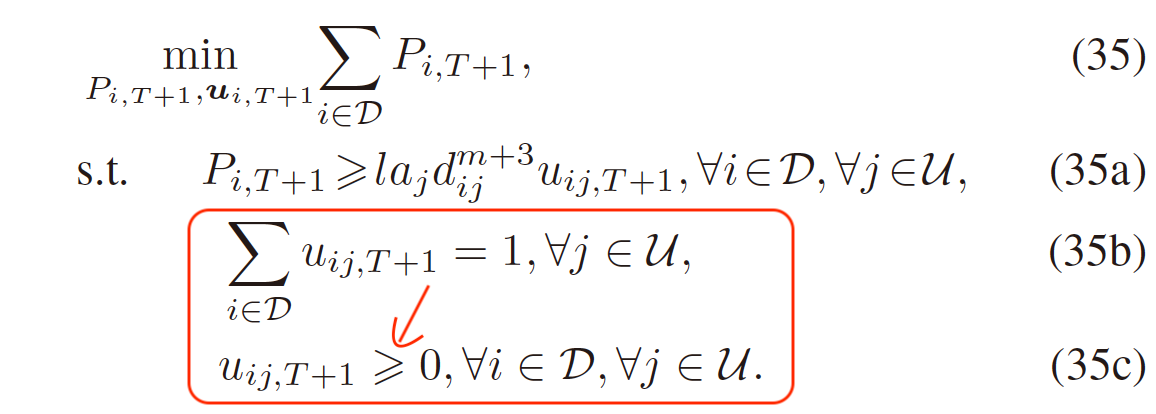 min Σ P_{i,T+1}, (35)
P_{i,T+1},u_{i,T+1} i∈𝒟
s.t. P_{i,T+1} ⩾ la_j d_{ij}^{m+3} u_{ij,T+1}, ∀i∈𝒟, ∀j∈𝒰, (35a)
Σ u_{ij,T+1} = 1, ∀j ∈ 𝒰, (35b)
i∈𝒟
u_{ij,T+1} ⩾ 0, ∀i ∈ 𝒟, ∀j ∈ 𝒰. (35c)